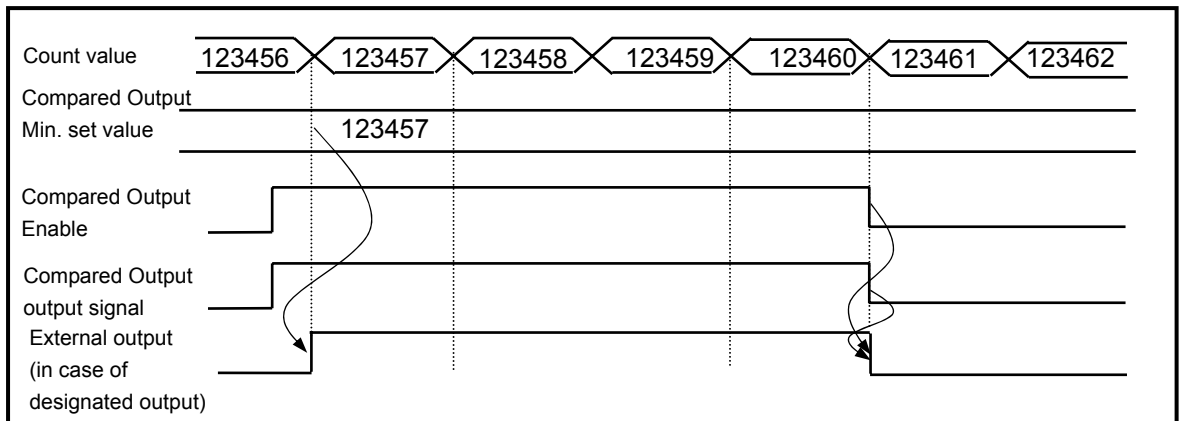 Count value 123456 123457 123458 123459 123460 123461 123462
Compared Output
Min. set value 123457
Compared Output
Enable
Compared Output
output signal
External output
(in case of
designated output)